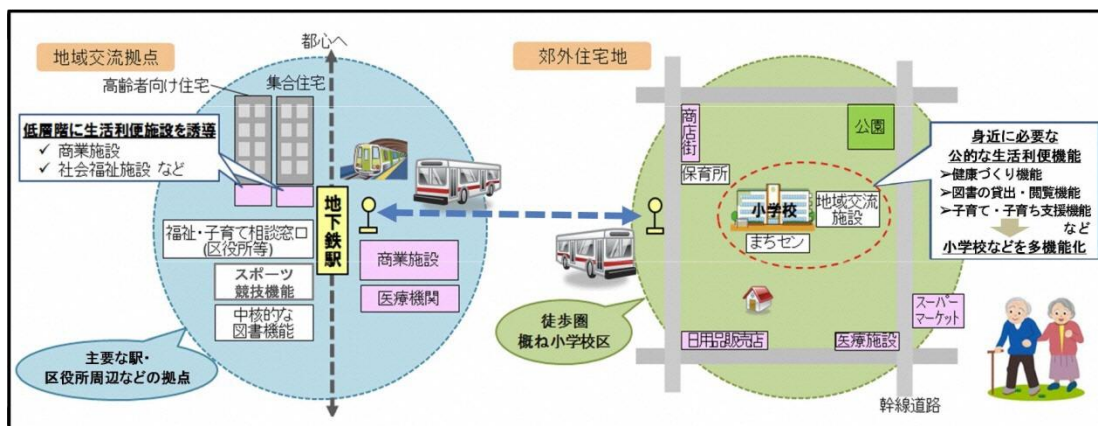 地域交流拠点
都心へ
高齢者向け住宅
集合住宅
低層階に生活利便施設を誘導
✓ 商業施設
✓ 社会福祉施設 など
地下鉄駅
福祉・子育て相談窓口
(区役所等)
スポーツ
競技機能
中核的な
図書機能
商業施設
医療機関
主要な駅・
区役所周辺などの拠点
郊外住宅地
商店街
公園
保育所
小学校
地域交流
施設
まちセン
身近に必要な
公的な生活利便機能
➢健康づくり機能
➢図書の貸出・閲覧機能
➢子育て・子育ち支援機能
など
小学校などを多機能化
徒歩圏
概ね小学校区
日用品販売店
医療施設
スーパー
マーケット
幹線道路